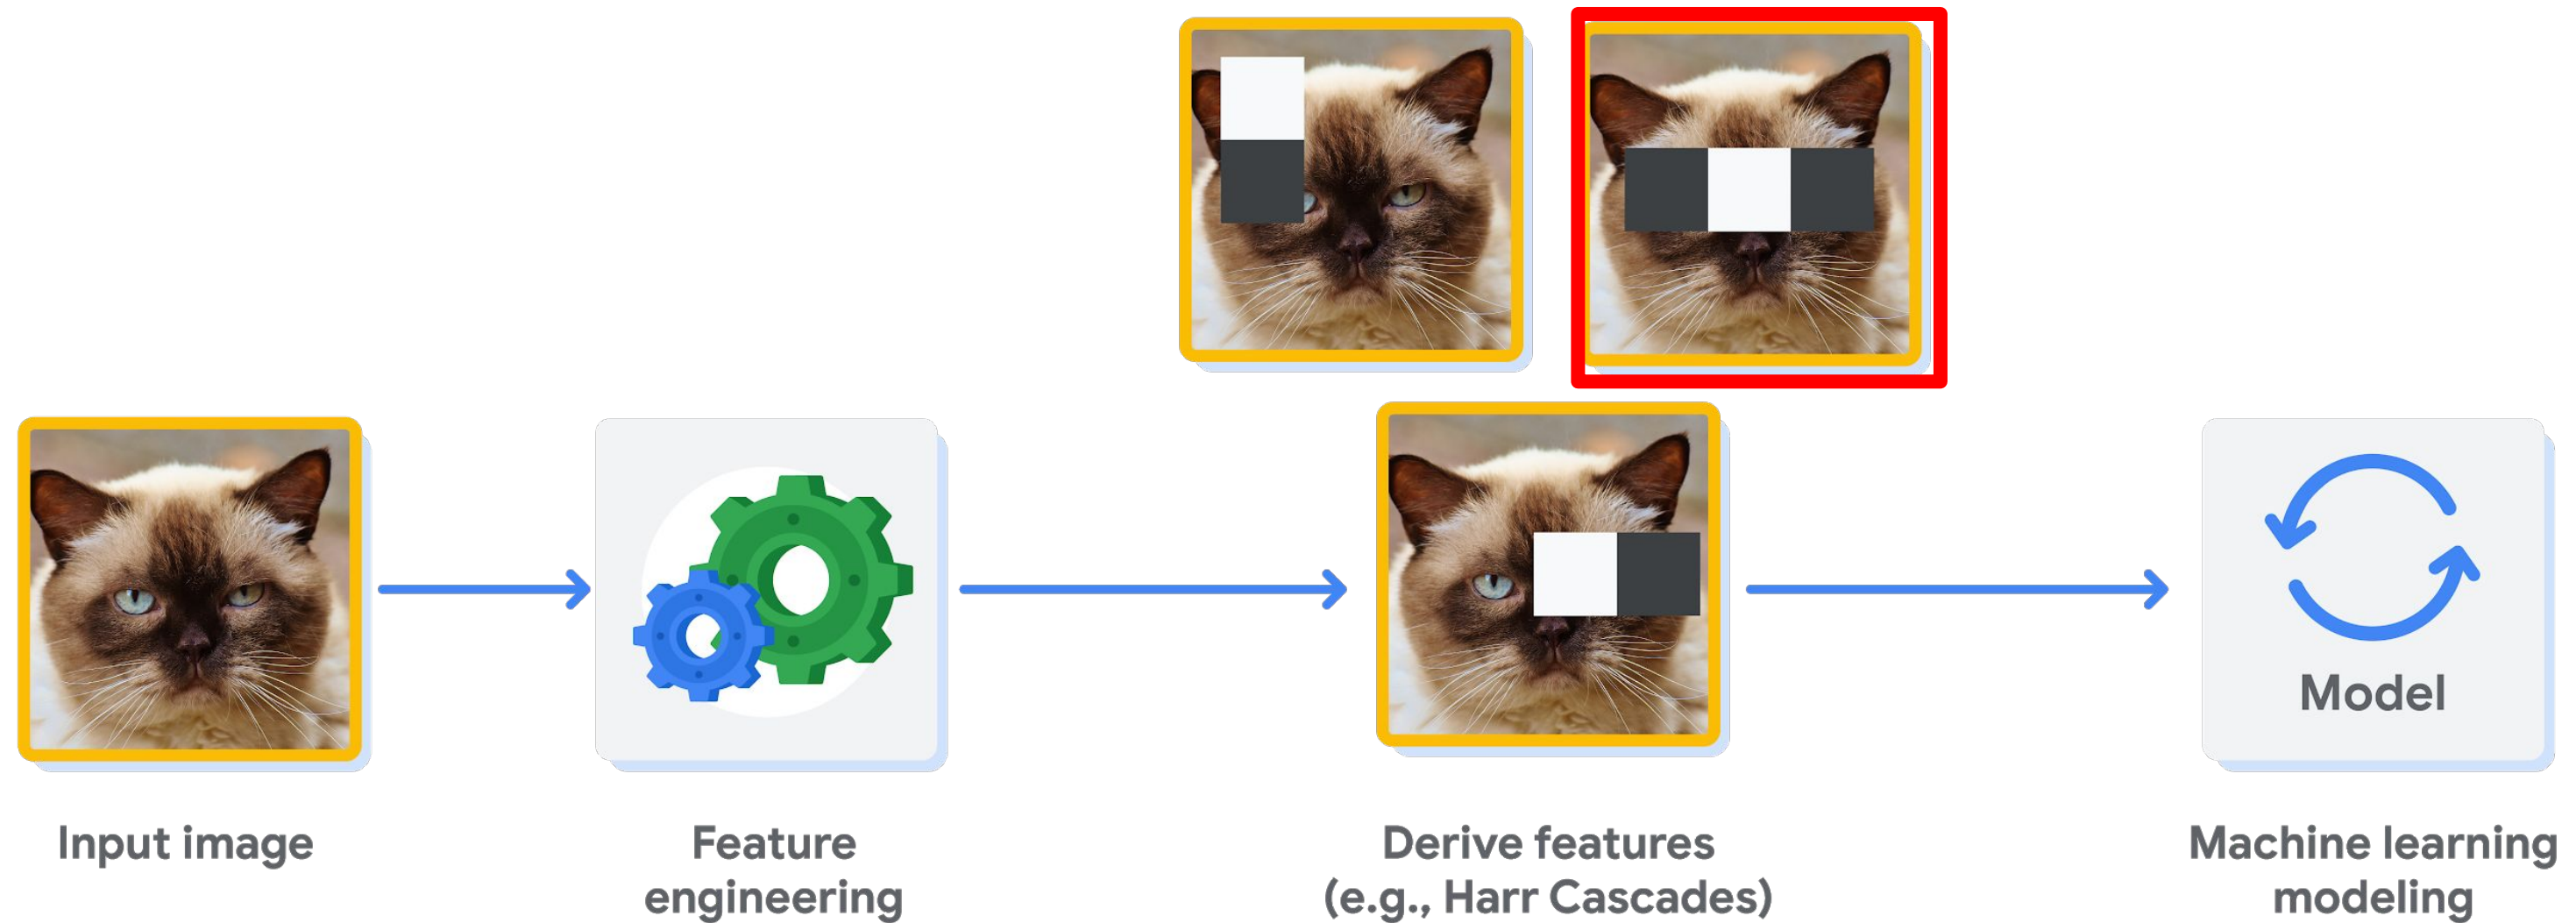 Model
Input image
Feature
engineering
Derive features
(e.g., Harr Cascades)
Machine learning
modeling